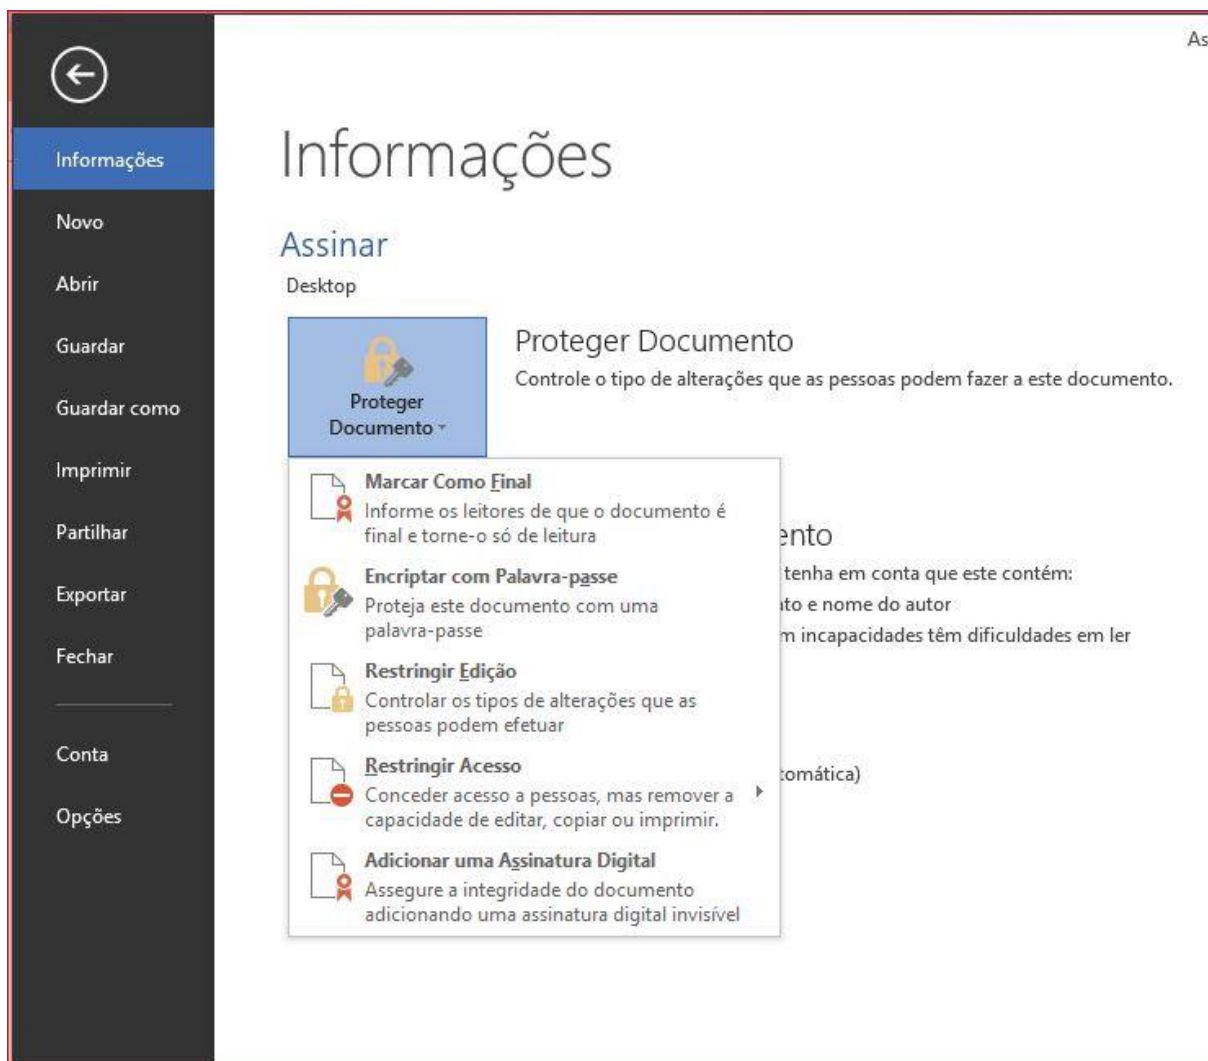 As
Informações
Novo
Abrir
Guardar
Guardar como
Imprimir
Partilhar
Exportar
Fechar
Conta
Opções
Informações
Assinar
Desktop
Proteger
Documento
Proteger Documento
Controle o tipo de alterações que as pessoas podem fazer a este documento.
Marcar Como Final
Informe os leitores de que o documento é
final e torne-o só de leitura
Encriptar com Palavra-passe
Proteja este documento com uma
palavra-passe
Restringir Edição
Controlar os tipos de alterações que as
pessoas podem efetuar
Restringir Acesso
Conceder acesso a pessoas, mas remover a
capacidade de editar, copiar ou imprimir.
Adicionar uma Assinatura Digital
Assegure a integridade do documento
adicionando uma assinatura digital invisível
ento
tenha em conta que este contém:
to e nome do autor
m incapacidades têm dificuldades em ler
tomática)